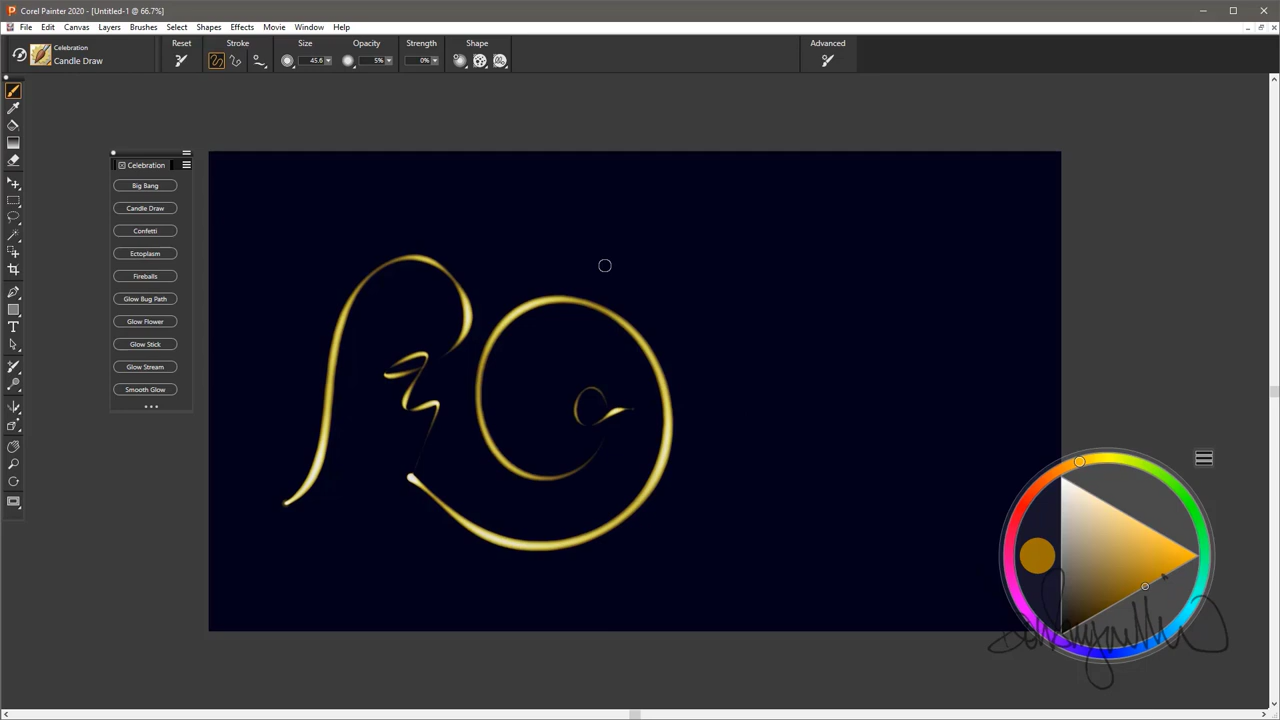 Corel Painter 2020 - [Untitled-1 @ 66.7%]
File Edit Canvas Layers Brushes Select Shapes Effects Movie Window Help
Celebration
Candle Draw
Reset Stroke Size Opacity Strength Shape Advanced
45.6 5% 0%
Celebration
Big Bang
Candle Draw
Confetti
Ectoplasm
Fireballs
Glow Bug Path
Glow Flower
Glow Stick
Glow Stream
Smooth Glow